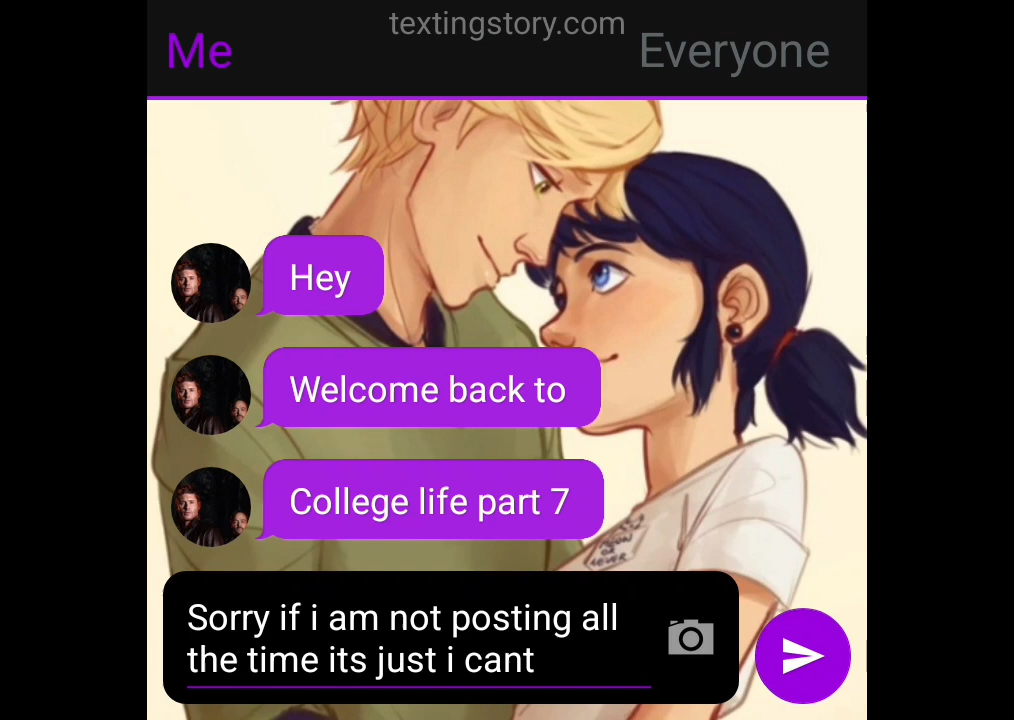 textingstory.com
Me
Everyone
Hey
Welcome back to
College life part 7
Sorry if i am not posting all
the time its just i cant